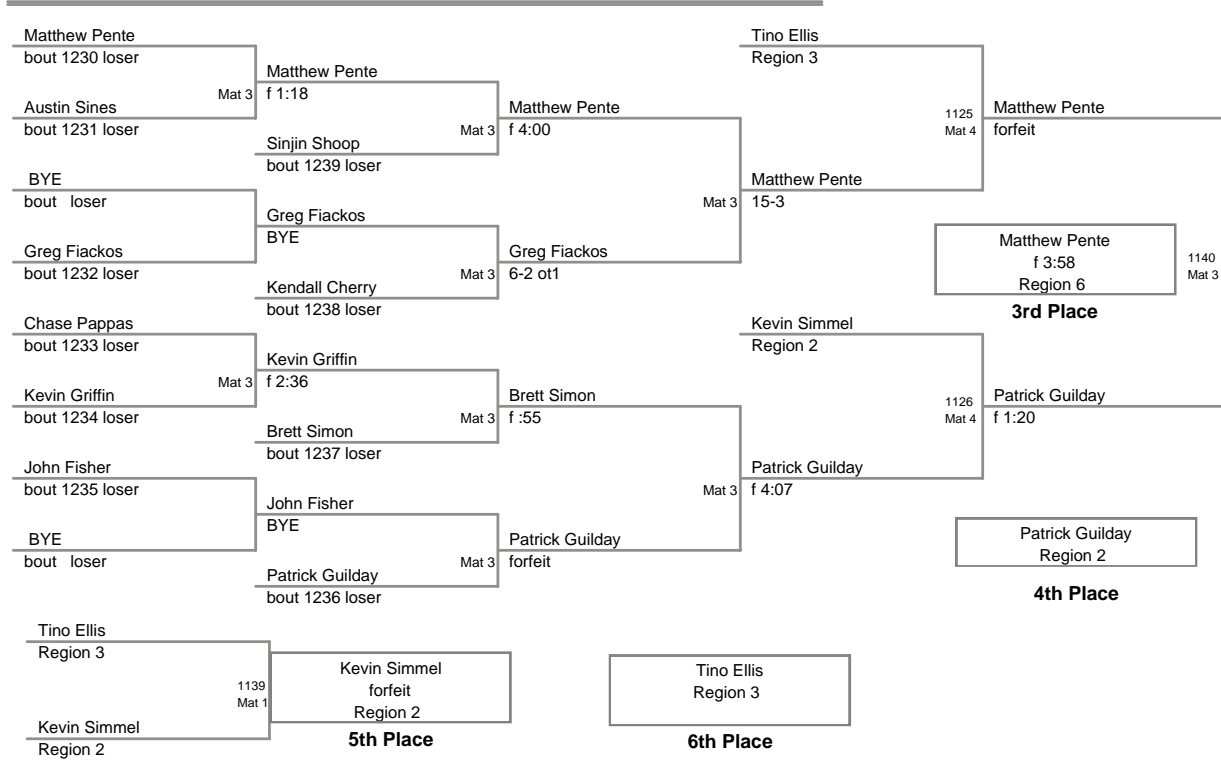 Matthew Pente
bout 1230 loser
Mat 3
Austin Sines
bout 1231 loser
Matthew Pente
f 1:18
Mat 3
Sinjin Shoop
bout 1239 loser
Matthew Pente
f 4:00
BYE
bout loser
Greg Fiackos
bout 1232 loser
Greg Fiackos
BYE
Mat 3
Kendall Cherry
bout 1238 loser
Greg Fiackos
6-2 ot1
Mat 3
Chase Pappas
bout 1233 loser
Mat 3
Kevin Griffin
bout 1234 loser
Kevin Griffin
f 2:36
Mat 3
Brett Simon
bout 1237 loser
Brett Simon
f :55
John Fisher
bout 1235 loser
BYE
bout loser
John Fisher
BYE
Mat 3
Patrick Guilday
bout 1236 loser
Patrick Guilday
forfeit
Mat 3
Tino Ellis
Region 3
1125
Mat 4
Matthew Pente
15-3
Matthew Pente
forfeit
Matthew Pente
f 3:58
Region 6
3rd Place
1140
Mat 3
Kevin Simmel
Region 2
1126
Mat 4
Patrick Guilday
f 4:07
Patrick Guilday
f 1:20
Patrick Guilday
Region 2
4th Place
Tino Ellis
Region 3
1139
Mat 1
Kevin Simmel
Region 2
Kevin Simmel
forfeit
Region 2
5th Place
Tino Ellis
Region 3
6th Place